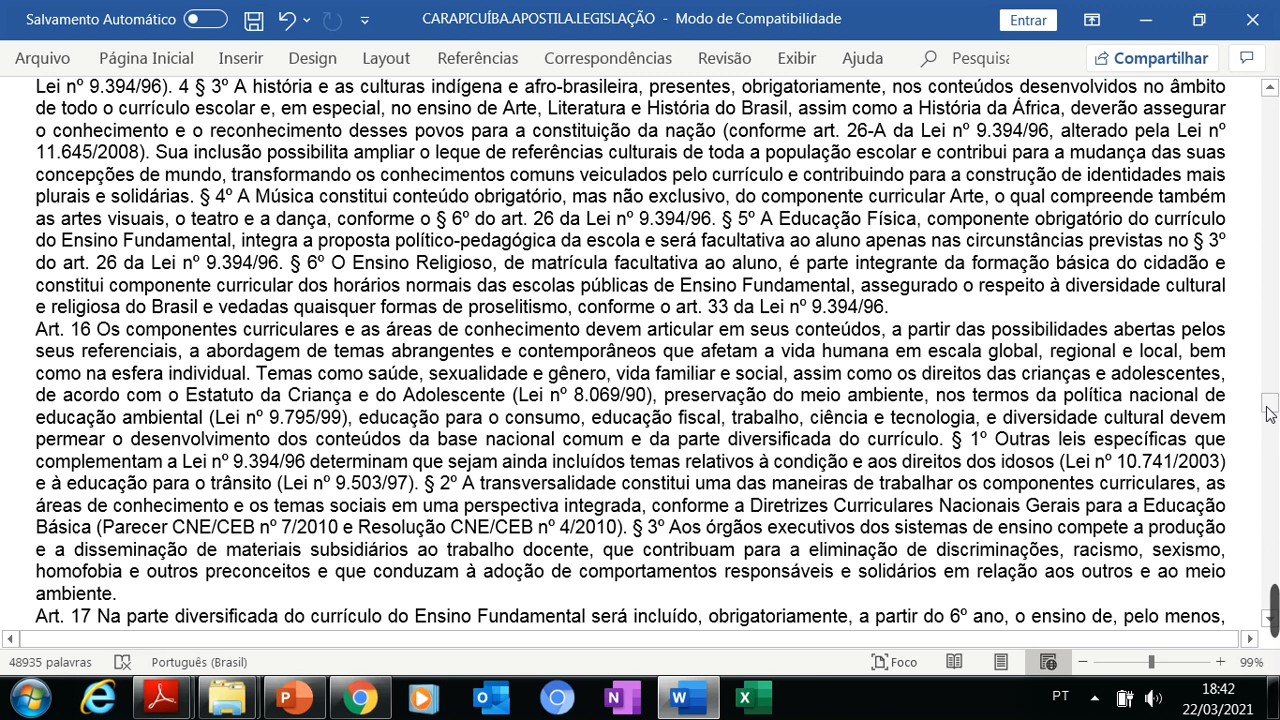 Salvamento Automático
CARAPICUÍBA.APOSTILA.LEGISLAÇÃO - Modo de Compatibilidade
Entrar
Arquivo Página Inicial Inserir Design Layout Referências Correspondências Revisão Exibir Ajuda Pesquisa Compartilhar
Lei nº 9.394/96). 4 § 3º A história e as culturas indígena e afro-brasileira, presentes, obrigatoriamente, nos conteúdos desenvolvidos no âmbito
de todo o currículo escolar e, em especial, no ensino de Arte, Literatura e História do Brasil, assim como a História da África, deverão assegurar
o conhecimento e o reconhecimento desses povos para a constituição da nação (conforme art. 26-A da Lei nº 9.394/96, alterado pela Lei nº
11.645/2008). Sua inclusão possibilita ampliar o leque de referências culturais de toda a população escolar e contribui para a mudança das suas
concepções de mundo, transformando os conhecimentos comuns veiculados pelo currículo e contribuindo para a construção de identidades mais
plurais e solidárias. § 4º A Música constitui conteúdo obrigatório, mas não exclusivo, do componente curricular Arte, o qual compreende também
as artes visuais, o teatro e a dança, conforme o § 6º do art. 26 da Lei nº 9.394/96. § 5º A Educação Física, componente obrigatório do currículo
do Ensino Fundamental, integra a proposta político-pedagógica da escola e será facultativa ao aluno apenas nas circunstâncias previstas no § 3º
do art. 26 da Lei nº 9.394/96. § 6º O Ensino Religioso, de matrícula facultativa ao aluno, é parte integrante da formação básica do cidadão e
constitui componente curricular dos horários normais das escolas públicas de Ensino Fundamental, assegurado o respeito à diversidade cultural
e religiosa do Brasil e vedadas quaisquer formas de proselitismo, conforme o art. 33 da Lei nº 9.394/96.
Art. 16 Os componentes curriculares e as áreas de conhecimento devem articular em seus conteúdos, a partir das possibilidades abertas pelos
seus referenciais, a abordagem de temas abrangentes e contemporâneos que afetam a vida humana em escala global, regional e local, bem
como na esfera individual. Temas como saúde, sexualidade e gênero, vida familiar e social, assim como os direitos das crianças e adolescentes,
de acordo com o Estatuto da Criança e do Adolescente (Lei nº 8.069/90), preservação do meio ambiente, nos termos da política nacional de
educação ambiental (Lei nº 9.795/99), educação para o consumo, educação fiscal, trabalho, ciência e tecnologia, e diversidade cultural devem
permear o desenvolvimento dos conteúdos da base nacional comum e da parte diversificada do currículo. § 1º Outras leis específicas que
complementam a Lei nº 9.394/96 determinam que sejam ainda incluídos temas relativos à condição e aos direitos dos idosos (Lei nº 10.741/2003)
e à educação para o trânsito (Lei nº 9.503/97). § 2º A transversalidade constitui uma das maneiras de trabalhar os componentes curriculares, as
áreas de conhecimento e os temas sociais em uma perspectiva integrada, conforme a Diretrizes Curriculares Nacionais Gerais para a Educação
Básica (Parecer CNE/CEB nº 7/2010 e Resolução CNE/CEB nº 4/2010). § 3º Aos órgãos executivos dos sistemas de ensino compete a produção
e a disseminação de materiais subsidiários ao trabalho docente, que contribuam para a eliminação de discriminações, racismo, sexismo,
homofobia e outros preconceitos e que conduzam à adoção de comportamentos responsáveis e solidários em relação aos outros e ao meio
ambiente.
Art. 17 Na parte diversificada do currículo do Ensino Fundamental será incluído, obrigatoriamente, a partir do 6º ano, o ensino de, pelo menos,
48935 palavras Português (Brasil) Foco 99%
PT
18:42
22/03/2021